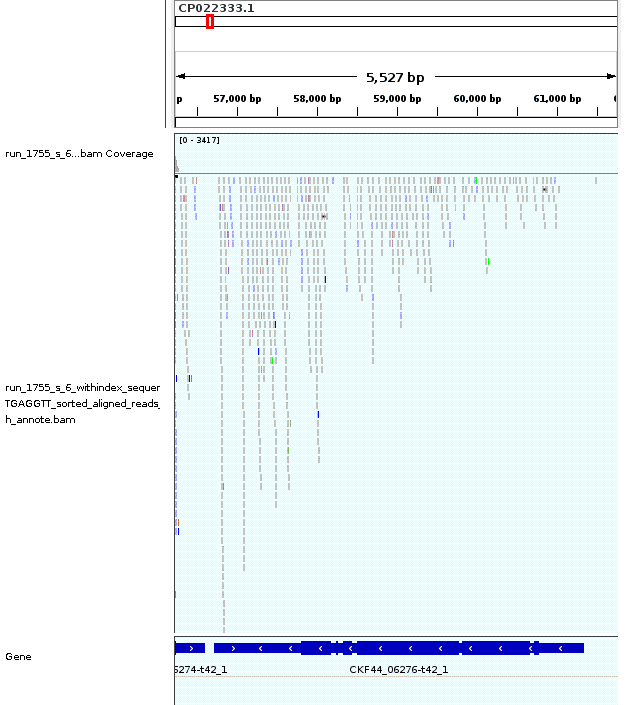 CP022333.1
5,527 bp
p 57,000 bp 58,000 bp 59,000 bp 60,000 bp 61,000 bp
[0 - 3417]
run_1755_s_6...bam Coverage
run_1755_s_6_withindex_sequer
TGAGGTT_sorted_aligned_reads_
h_annote.bam
Gene
5274-t42_1 CKF44_06276-t42_1